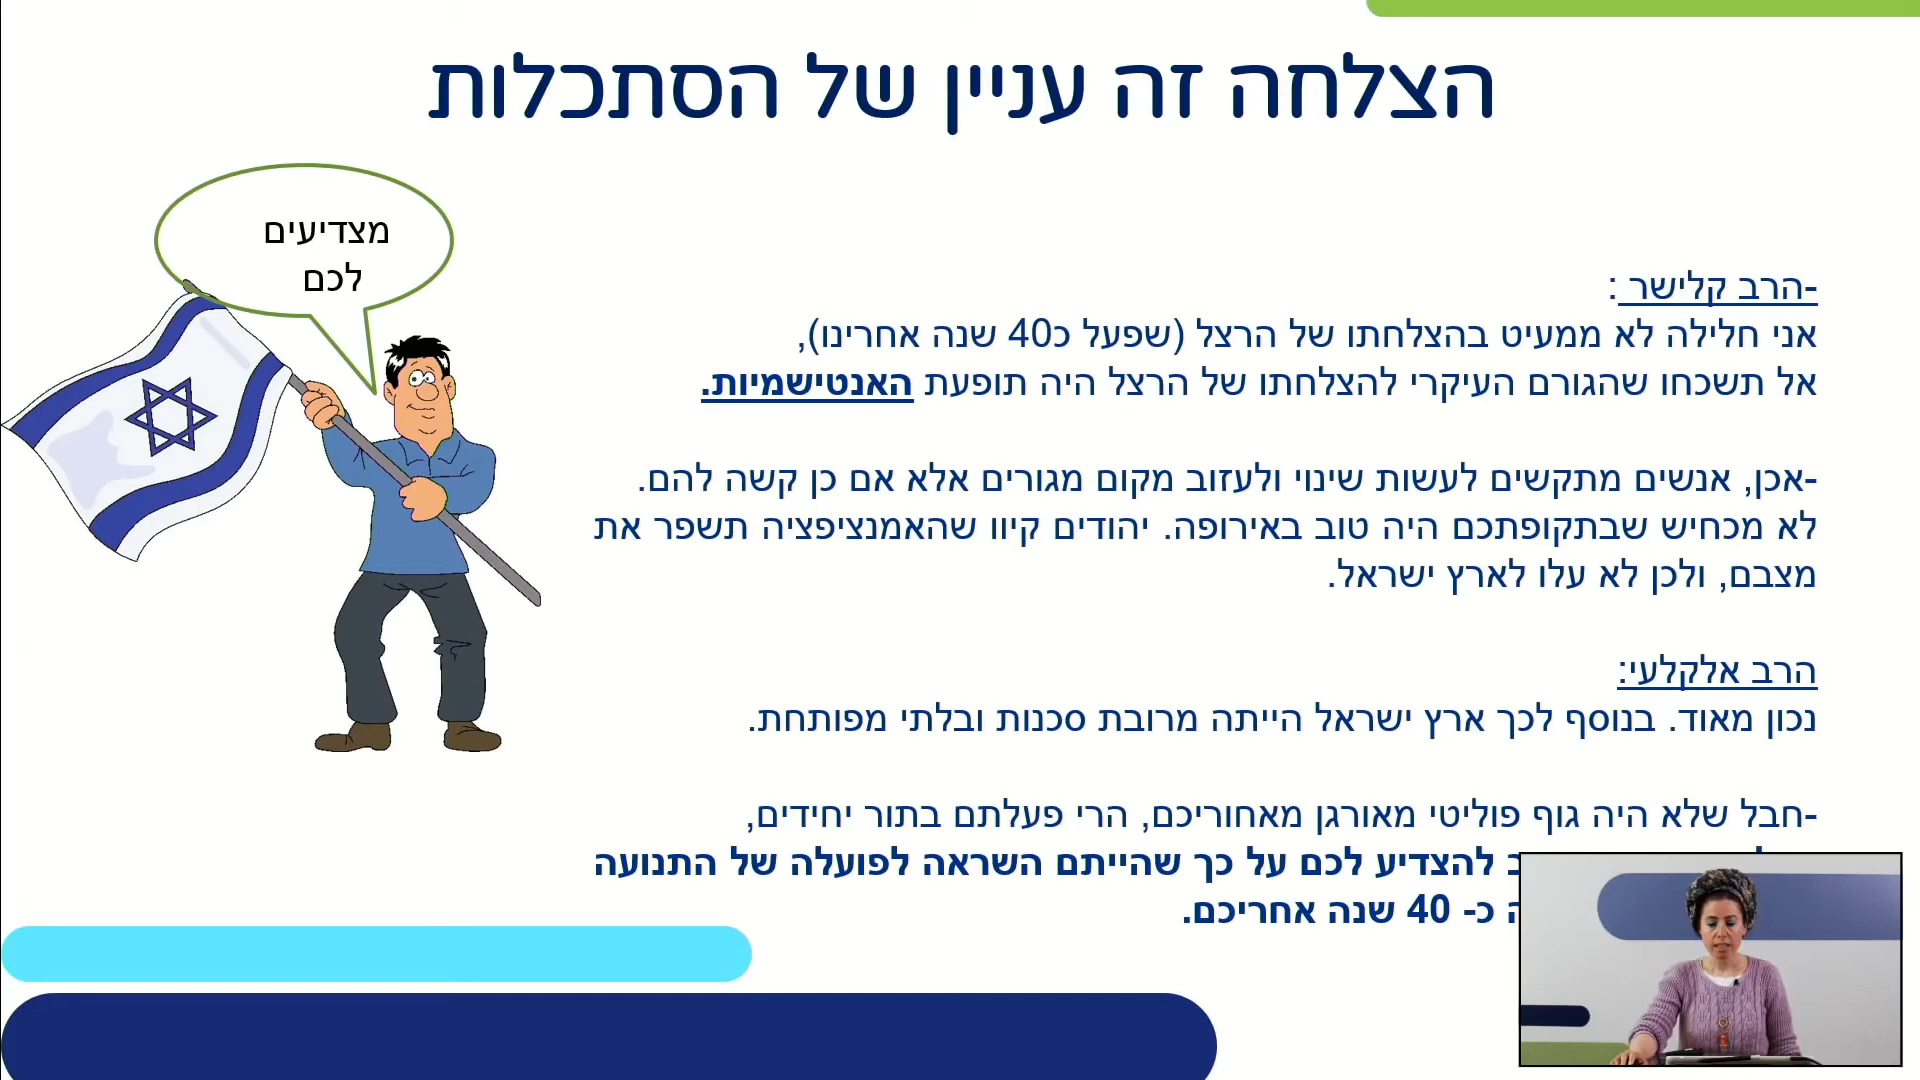 הצלחה זה עניין של הסתכלות
מצדיעים
לכם
-הרב קלישר :
אני חלילה לא ממעיט בהצלחתו של הרצל (שפעל כ40 שנה אחרינו),
אל תשכחו שהגורם העיקרי להצלחתו של הרצל היה תופעת האנטישמיות.
-אכן, אנשים מתקשים לעשות שינוי ולעזוב מקום מגורים אלא אם כן קשה להם.
לא מכחיש שבתקופתכם היה טוב באירופה. יהודים קיוו שהאמנציפציה תשפר את
מצבם, ולכן לא עלו לארץ ישראל.
הרב אלקלעי:
נכון מאוד. בנוסף לכך ארץ ישראל הייתה מרובת סכנות ובלתי מפותחת.
-חבל שלא היה גוף פוליטי מאורגן מאחוריכם, הרי פעלתם בתור יחידים,
להצדיע לכם על כך שהייתם השראה לפועלה של התנועה
כ- 40 שנה אחריכם.